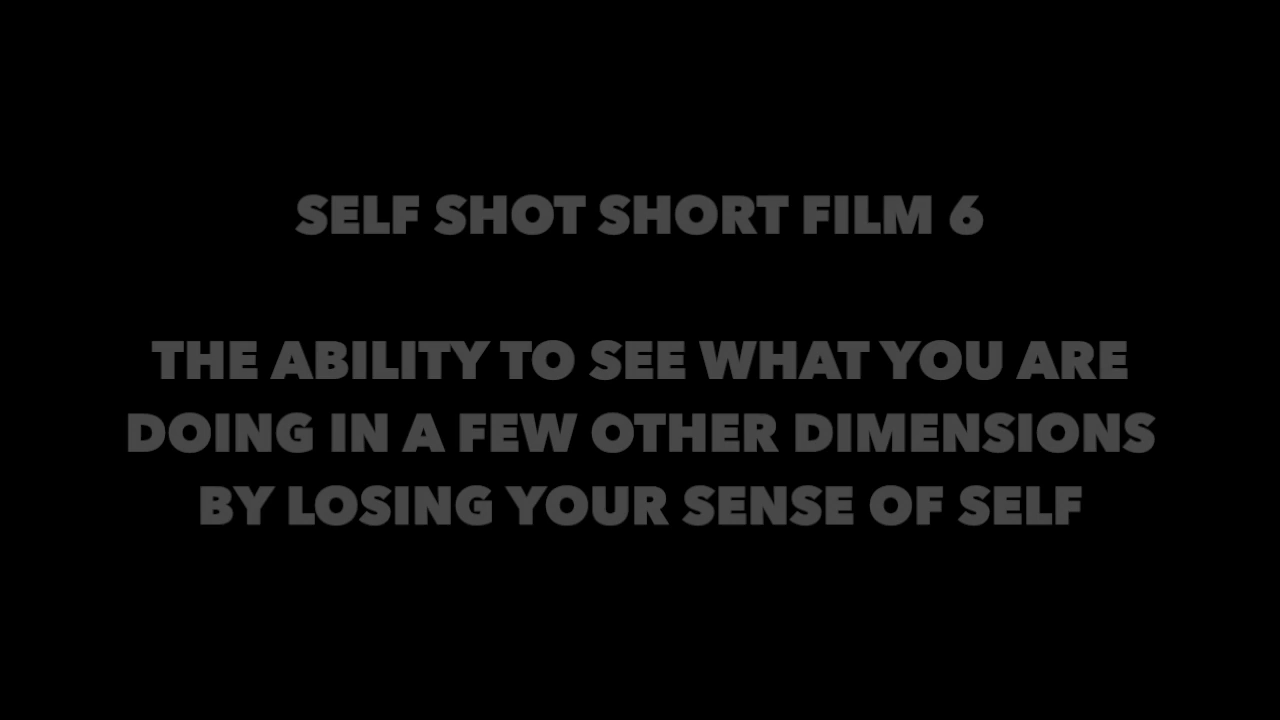 SELF SHOT SHORT FILM 6
THE ABILITY TO SEE WHAT YOU ARE
DOING IN A FEW OTHER DIMENSIONS
BY LOSING YOUR SENSE OF SELF